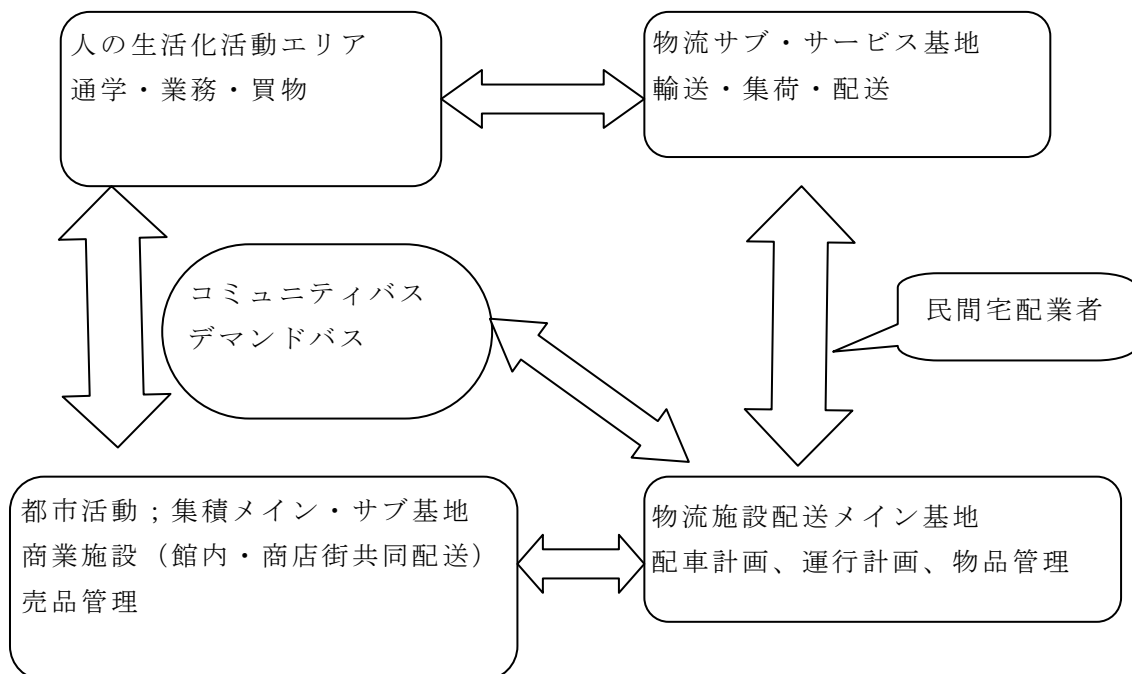 人の生活化活動エリア
通学・業務・買物
物流サブ・サービス基地
輸送・集荷・配送
コミュニティバス
デマンドバス
民間宅配業者
都市活動；集積メイン・サブ基地
商業施設（館内・商店街共同配送）
売品管理
物流施設配送メイン基地
配車計画、運行計画、物品管理